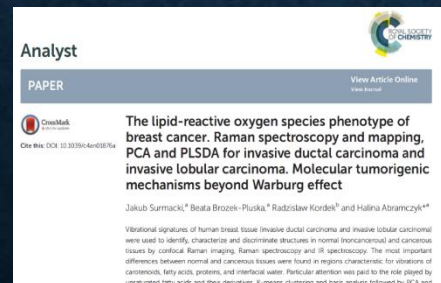 ROYAL SOCIETY
OF CHEMISTRY
Analyst
PAPER
View Article Online
View Journal
CrossMark
Cite this: DOI: 10.1039/c4an01876a
The lipid-reactive oxygen species phenotype of
breast cancer. Raman spectroscopy and mapping,
PCA and PLSDA for invasive ductal carcinoma and
invasive lobular carcinoma. Molecular tumorigenic
mechanisms beyond Warburg effect
Jakub Surmacki,ᵃ Beata Brozek-Pluska,ᵃ Radzislaw Kordekᵇ and Halina Abramczyk*ᵃ
Vibrational signatures of human breast tissue (invasive ductal carcinoma and invasive lobular carcinoma)
were used to identify, characterize and discriminate structures in normal (noncancerous) and cancerous
tissues by confocal Raman imaging, Raman spectroscopy and IR spectroscopy. The most important
differences between normal and cancerous tissues were found in regions characteristic for vibrations of
carotenoids, fatty acids, proteins, and interfacial water. Particular attention was paid to the role played by
unsaturated fatty acids and their derivatives. K-means clustering and basis analysis followed by PCA and